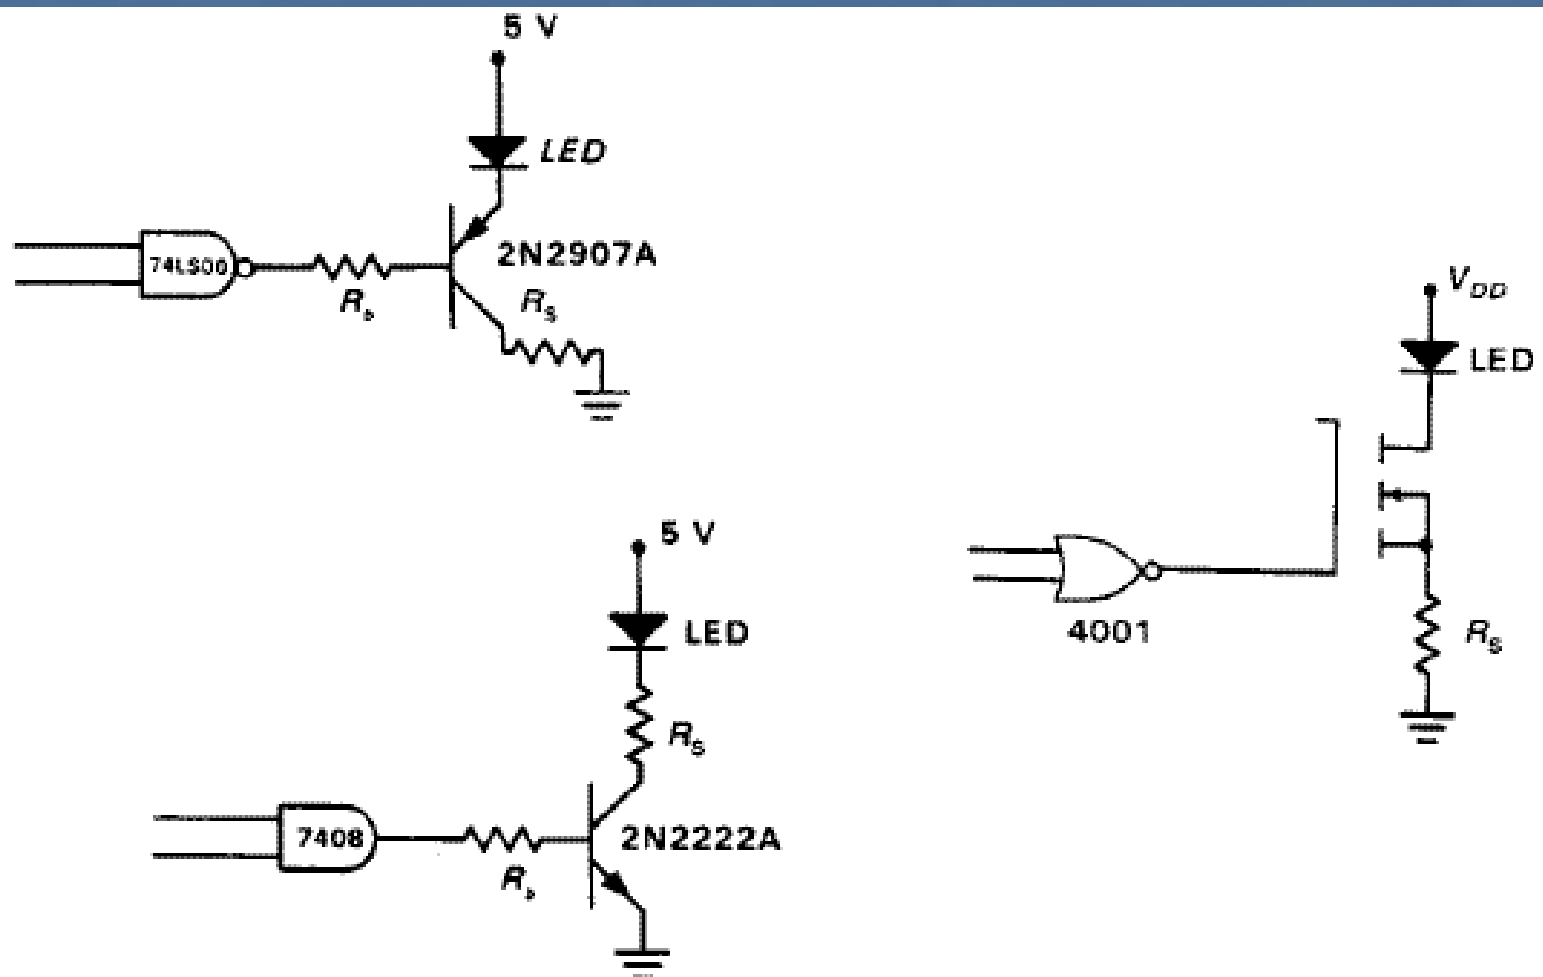 5 V
LED
74LS00
2N2907A
R_b
R_s
V_DD
LED
4001
R_s
5 V
LED
R_s
7408
2N2222A
R_b